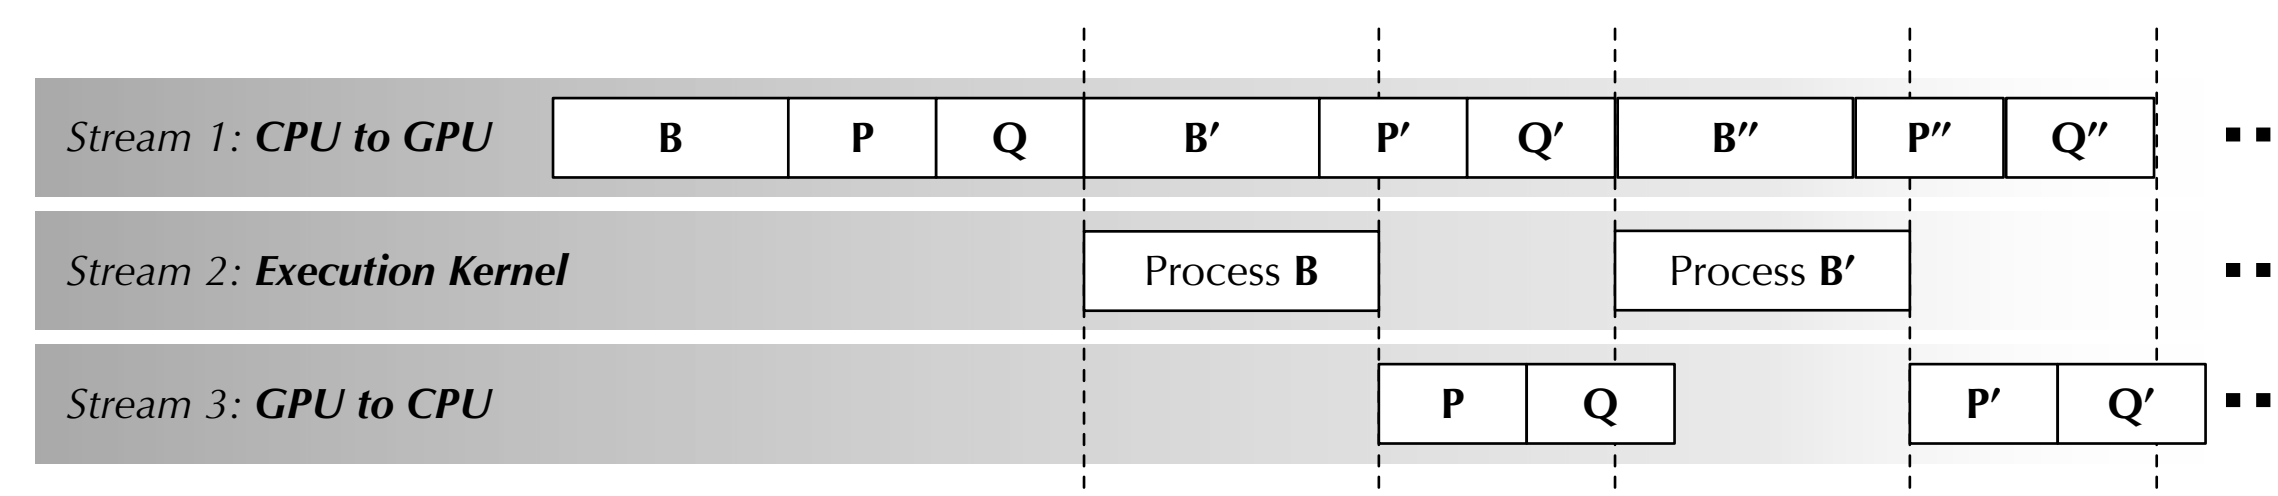 Stream 1: CPU to GPU B P Q B′ P′ Q′ B″ P″ Q″
Stream 2: Execution Kernel Process B Process B′
Stream 3: GPU to CPU P Q P′ Q′